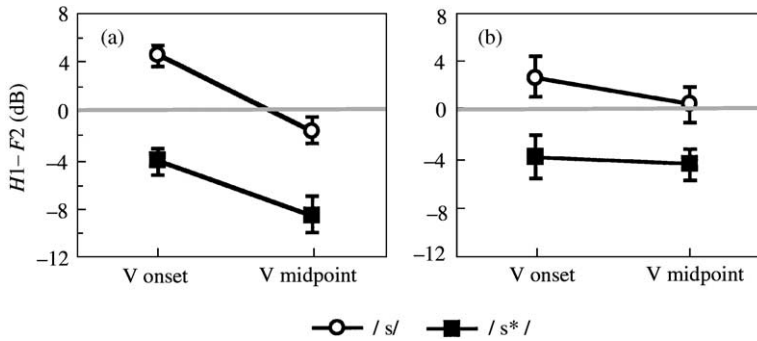 8
4
0
−4
−8
−12
H1–F2 (dB)
(a)
V onset V midpoint
8
4
0
−4
−8
−12
(b)
V onset V midpoint
/ s/ / s* /